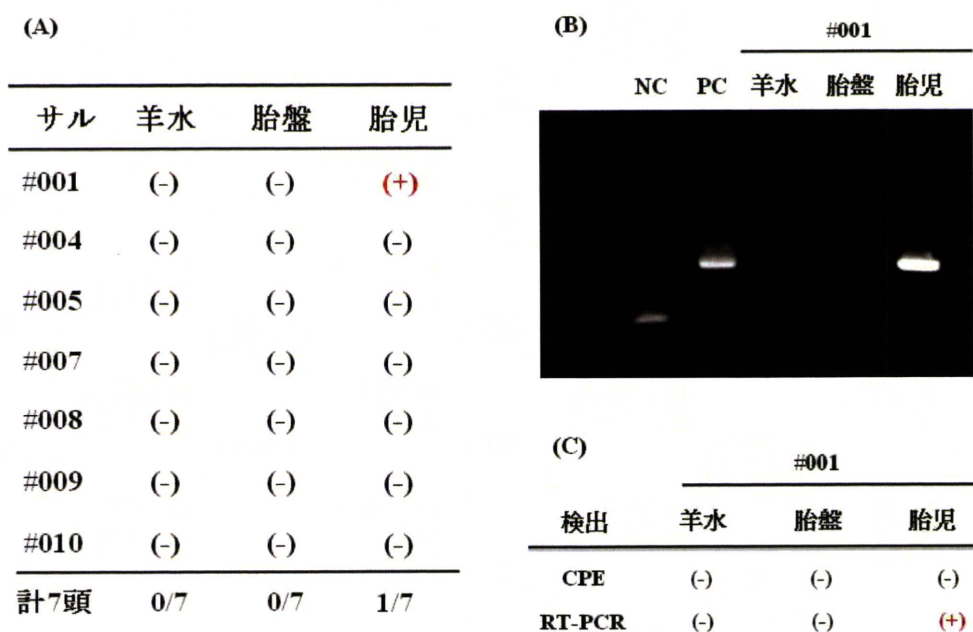 (A)
サル 羊水 胎盤 胎児
#001 (-) (-) (+)
#004 (-) (-) (-)
#005 (-) (-) (-)
#007 (-) (-) (-)
#008 (-) (-) (-)
#009 (-) (-) (-)
#010 (-) (-) (-)
計7頭 0/7 0/7 1/7
(B)
#001
NC PC 羊水 胎盤 胎児
(C)
#001
検出 羊水 胎盤 胎児
CPE (-) (-) (-)
RT-PCR (-) (-) (+)